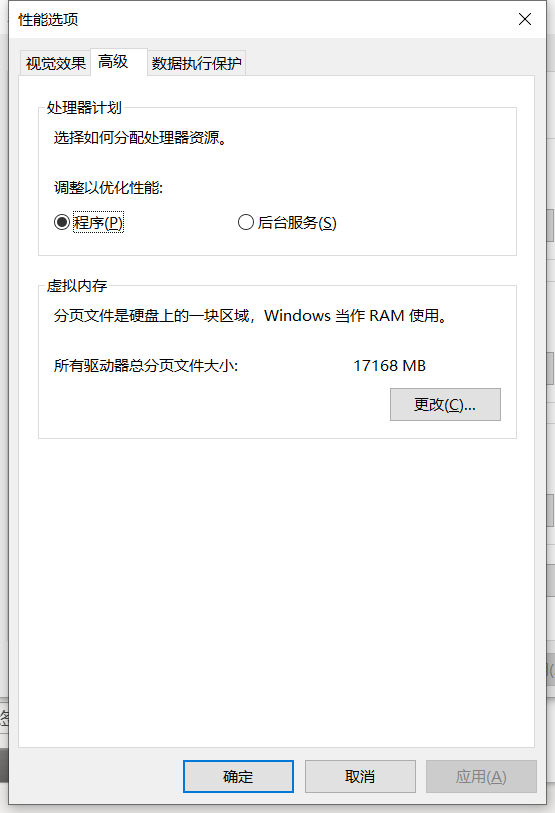 性能选项
视觉效果 高级 数据执行保护
处理器计划
选择如何分配处理器资源。
调整以优化性能:
程序(P) 后台服务(S)
虚拟内存
分页文件是硬盘上的一块区域，Windows 当作 RAM 使用。
所有驱动器总分页文件大小: 17168 MB
更改(C)...
确定 取消 应用(A)